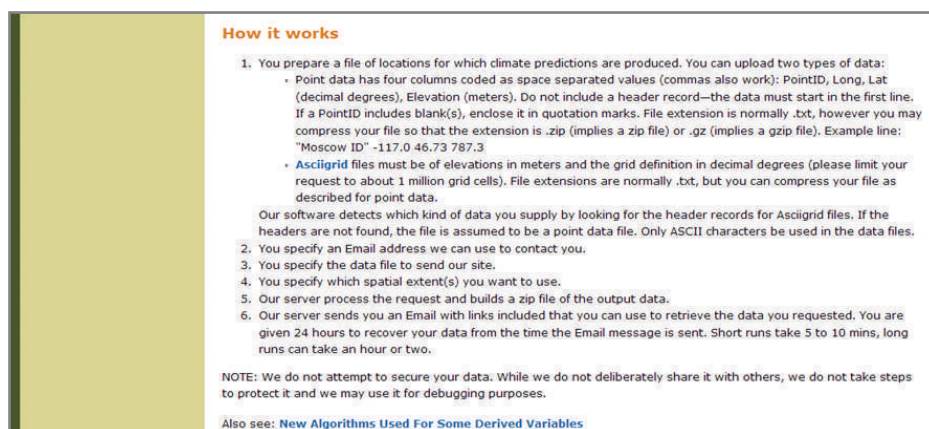 How it works
1. You prepare a file of locations for which climate predictions are produced. You can upload two types of data:
◦ Point data has four columns coded as space separated values (commas also work): PointID, Long, Lat
(decimal degrees), Elevation (meters). Do not include a header record—the data must start in the first line.
If a PointID includes blank(s), enclose it in quotation marks. File extension is normally .txt, however you may
compress your file so that the extension is .zip (implies a zip file) or .gz (implies a gzip file). Example line:
"Moscow ID" -117.0 46.73 787.3
◦ Asciigrid files must be of elevations in meters and the grid definition in decimal degrees (please limit your
request to about 1 million grid cells). File extensions are normally .txt, but you can compress your file as
described for point data.
Our software detects which kind of data you supply by looking for the header records for Asciigrid files. If the
headers are not found, the file is assumed to be a point data file. Only ASCII characters be used in the data files.
2. You specify an Email address we can use to contact you.
3. You specify the data file to send our site.
4. You specify which spatial extent(s) you want to use.
5. Our server process the request and builds a zip file of the output data.
6. Our server sends you an Email with links included that you can use to retrieve the data you requested. You are
given 24 hours to recover your data from the time the Email message is sent. Short runs take 5 to 10 mins, long
runs can take an hour or two.
NOTE: We do not attempt to secure your data. While we do not deliberately share it with others, we do not take steps
to protect it and we may use it for debugging purposes.
Also see: New Algorithms Used For Some Derived Variables